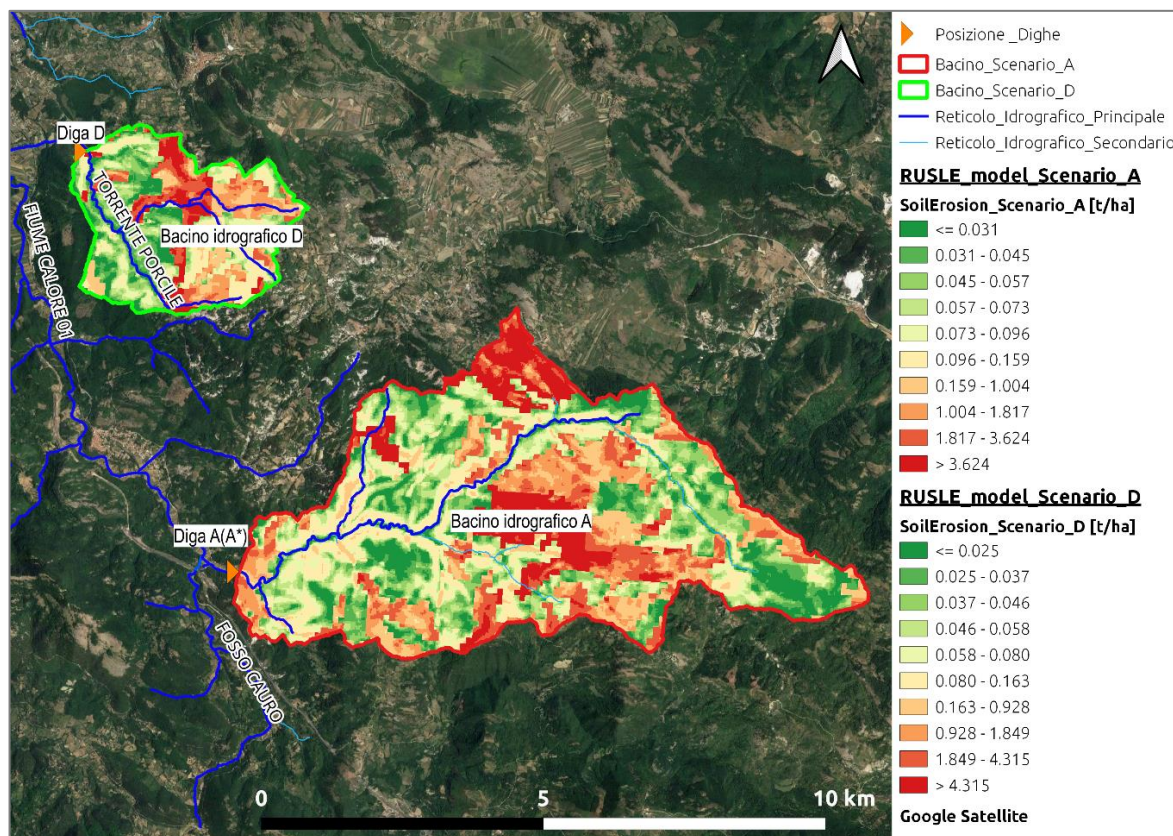 Diga D
TORRENTE PORCILE
Bacino idrografico D
FIUME CALORE 01
Diga A(A*)
Bacino idrografico A
FOSSO CAURO
0 5 10 km
Posizione _Dighe
Bacino_Scenario_A
Bacino_Scenario_D
Reticolo_Idrografico_Principale
Reticolo_Idrografico_Secondario
RUSLE_model_Scenario_A
SoilErosion_Scenario_A [t/ha]
<= 0.031
0.031 - 0.045
0.045 - 0.057
0.057 - 0.073
0.073 - 0.096
0.096 - 0.159
0.159 - 1.004
1.004 - 1.817
1.817 - 3.624
> 3.624
RUSLE_model_Scenario_D
SoilErosion_Scenario_D [t/ha]
<= 0.025
0.025 - 0.037
0.037 - 0.046
0.046 - 0.058
0.058 - 0.080
0.080 - 0.163
0.163 - 0.928
0.928 - 1.849
1.849 - 4.315
> 4.315
Google Satellite